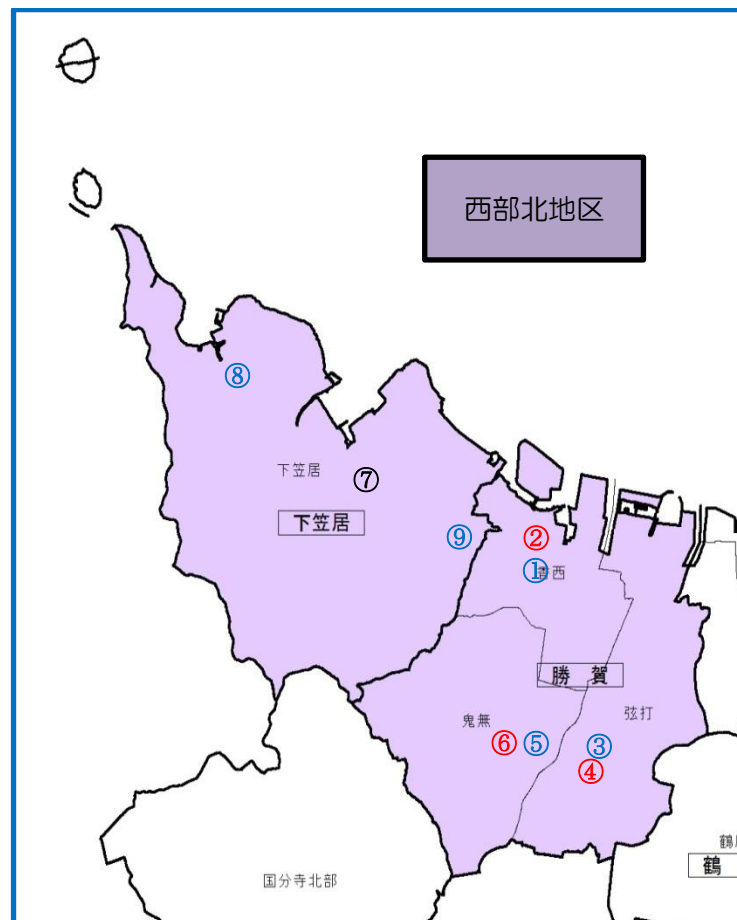 西部北地区
⑧
下笠居
⑦
下笠居
⑨
②
①
香西
勝 賀
鬼無
弦打
⑥
⑤
③
④
鶴
国分寺北部